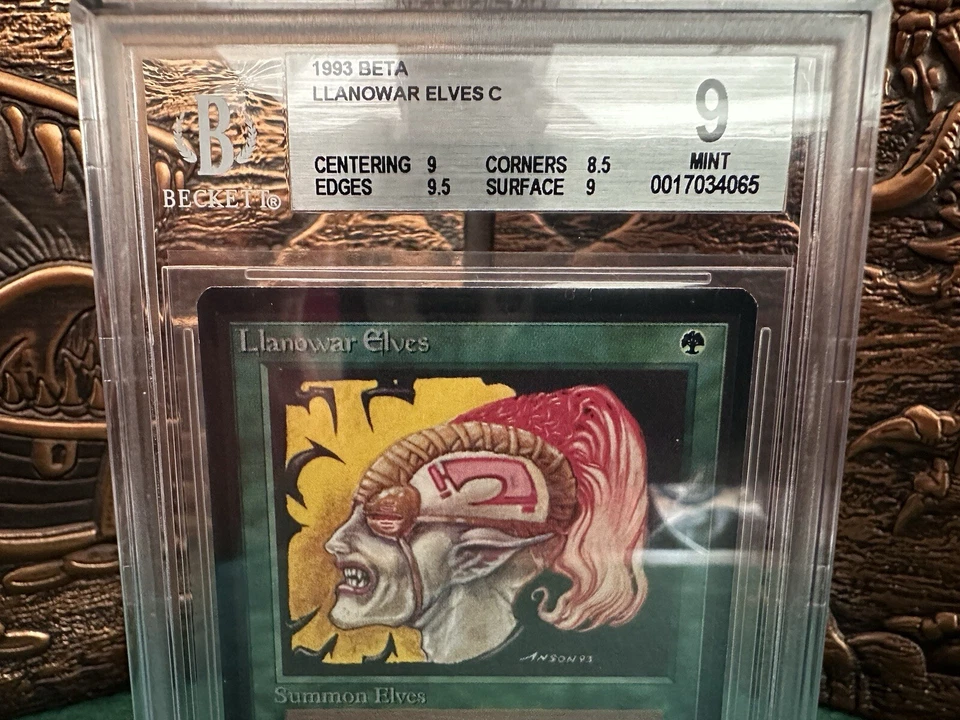 1993 BETA
LLANOWAR ELVES C
9
MINT
CENTERING 9 CORNERS 8.5
EDGES 9.5 SURFACE 9
0017034065
B
BECKETT®
Llanowar Elves
ANSON93
Summon Elves